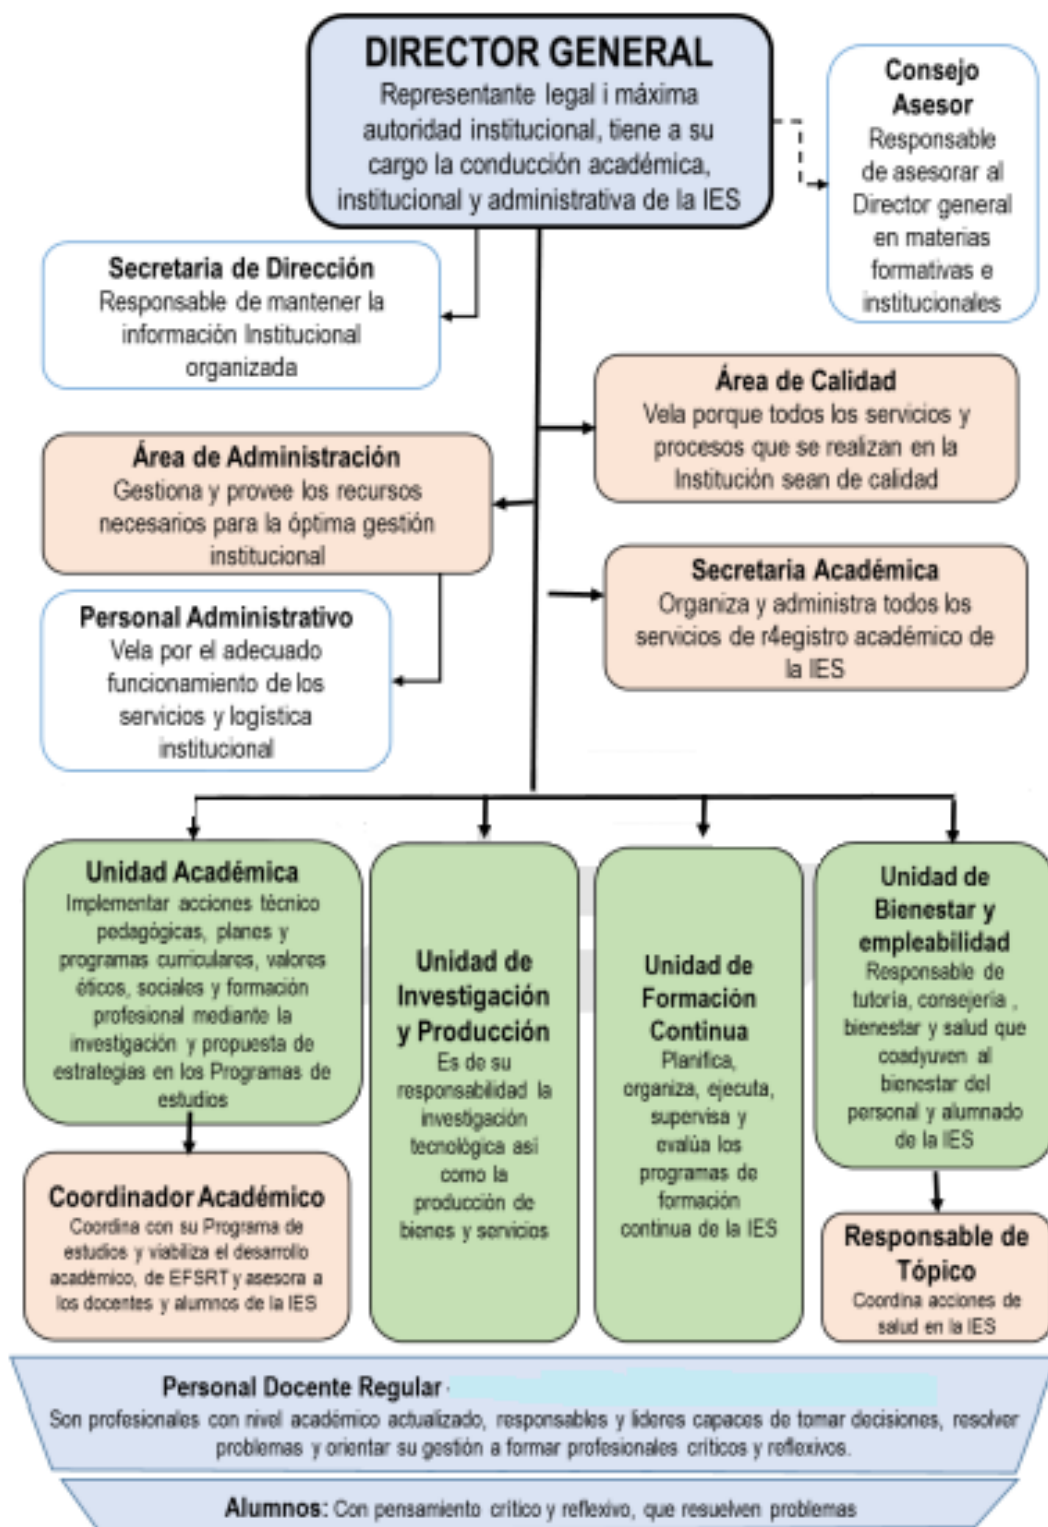 DIRECTOR GENERAL
Representante legal i máxima
autoridad institucional, tiene a su
cargo la conducción académica,
institucional y administrativa de la IES
Consejo
Asesor
Responsable
de asesorar al
Director general
en materias
formativas e
institucionales
Secretaria de Dirección
Responsable de mantener la
información Institucional
organizada
Área de Calidad
Vela porque todos los servicios y
procesos que se realizan en la
Institución sean de calidad
Área de Administración
Gestiona y provee los recursos
necesarios para la óptima gestión
institucional
Secretaria Académica
Organiza y administra todos los
servicios de r4egistro académico de
la IES
Personal Administrativo
Vela por el adecuado
funcionamiento de los
servicios y logística
institucional
Unidad Académica
Implementar acciones técnico
pedagógicas, planes y
programas curriculares, valores
éticos, sociales y formación
profesional mediante la
investigación y propuesta de
estrategias en los Programas de
estudios
Unidad de
Investigación
y Producción
Es de su
responsabilidad la
investigación
tecnológica así
como la
producción de
bienes y servicios
Unidad de
Formación
Continua
Planifica,
organiza, ejecuta,
supervisa y
evalúa los
programas de
formación
continua de la IES
Unidad de
Bienestar y
empleabilidad
Responsable de
tutoría, consejería ,
bienestar y salud que
coadyuven al
bienestar del
personal y alumnado
de la IES
Coordinador Académico
Coordina con su Programa de
estudios y viabiliza el desarrollo
académico, de EFSRT y asesora a
los docentes y alumnos de la IES
Responsable de
Tópico
Coordina acciones de
salud en la IES
Personal Docente Regular -
Son profesionales con nivel académico actualizado, responsables y lideres capaces de tomar decisiones, resolver
problemas y orientar su gestión a formar profesionales críticos y reflexivos.
Alumnos: Con pensamiento crítico y reflexivo, que resuelven problemas